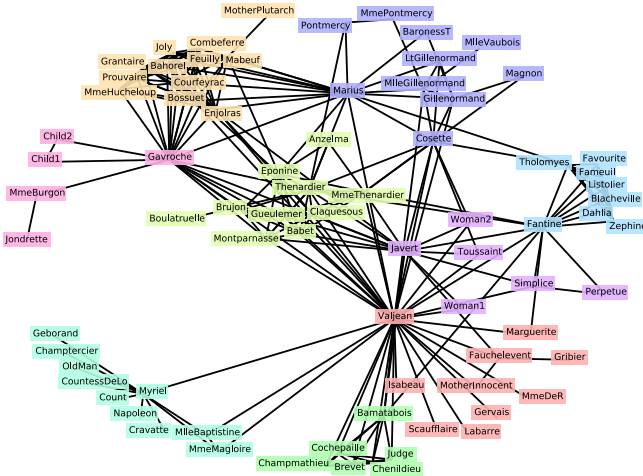 MotherPlutarch
MmePontmercy
Pontmercy
BaronessT
Joly
Combeferre
MlleVaubois
Grantaire
Feuilly
Mabeuf
LtGillenormand
Bahorel
Magnon
Prouvaire
Courfeyrac
MlleGillenormand
MmeHucheloup
Bossuet
Marius
Gillenormand
Enjolras
Child2
Anzelma
Cosette
Child1
Gavroche
Tholomyes
Favourite
Eponine
Fameuil
Listolier
Thenardier
MmeBurgon
MmeThenardier
Blacheville
Brujon
Gueulemer
Claquesous
Dahlia
Boulatruelle
Woman2
Fantine
Zephine
Babet
Jondrette
Montparnasse
Javert
Toussaint
Simplice
Perpetue
Woman1
Valjean
Marguerite
Geborand
Champtercier
Fauchelevent
Gribier
OldMan
CountessDeLo
Isabeau
MotherInnocent
Myriel
MmeDeR
Count
Napoleon
Bamatabois
Gervais
Cravatte
MlleBaptistine
Scaufflaire
Labarre
MmeMagloire
Cochepaille
Judge
Champmathieu
Brevet
Chenildieu